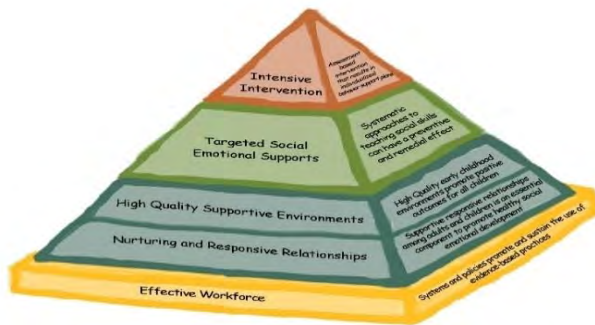 Intensive
Intervention
Assessment
based
intervention
that results in
individualized
behavior support plans
Targeted Social
Emotional Supports
Systematic
approaches to
teaching social skills
can have a preventive
and remedial effect
High Quality Supportive Environments
High Quality early childhood
environments promote positive
outcomes for all children
Nurturing and Responsive Relationships
Supportive responsive relationships
among adults and children is an essential
component to promote healthy social
emotional development
Effective Workforce
Systems and policies promote and sustain the use of
evidence-based practices